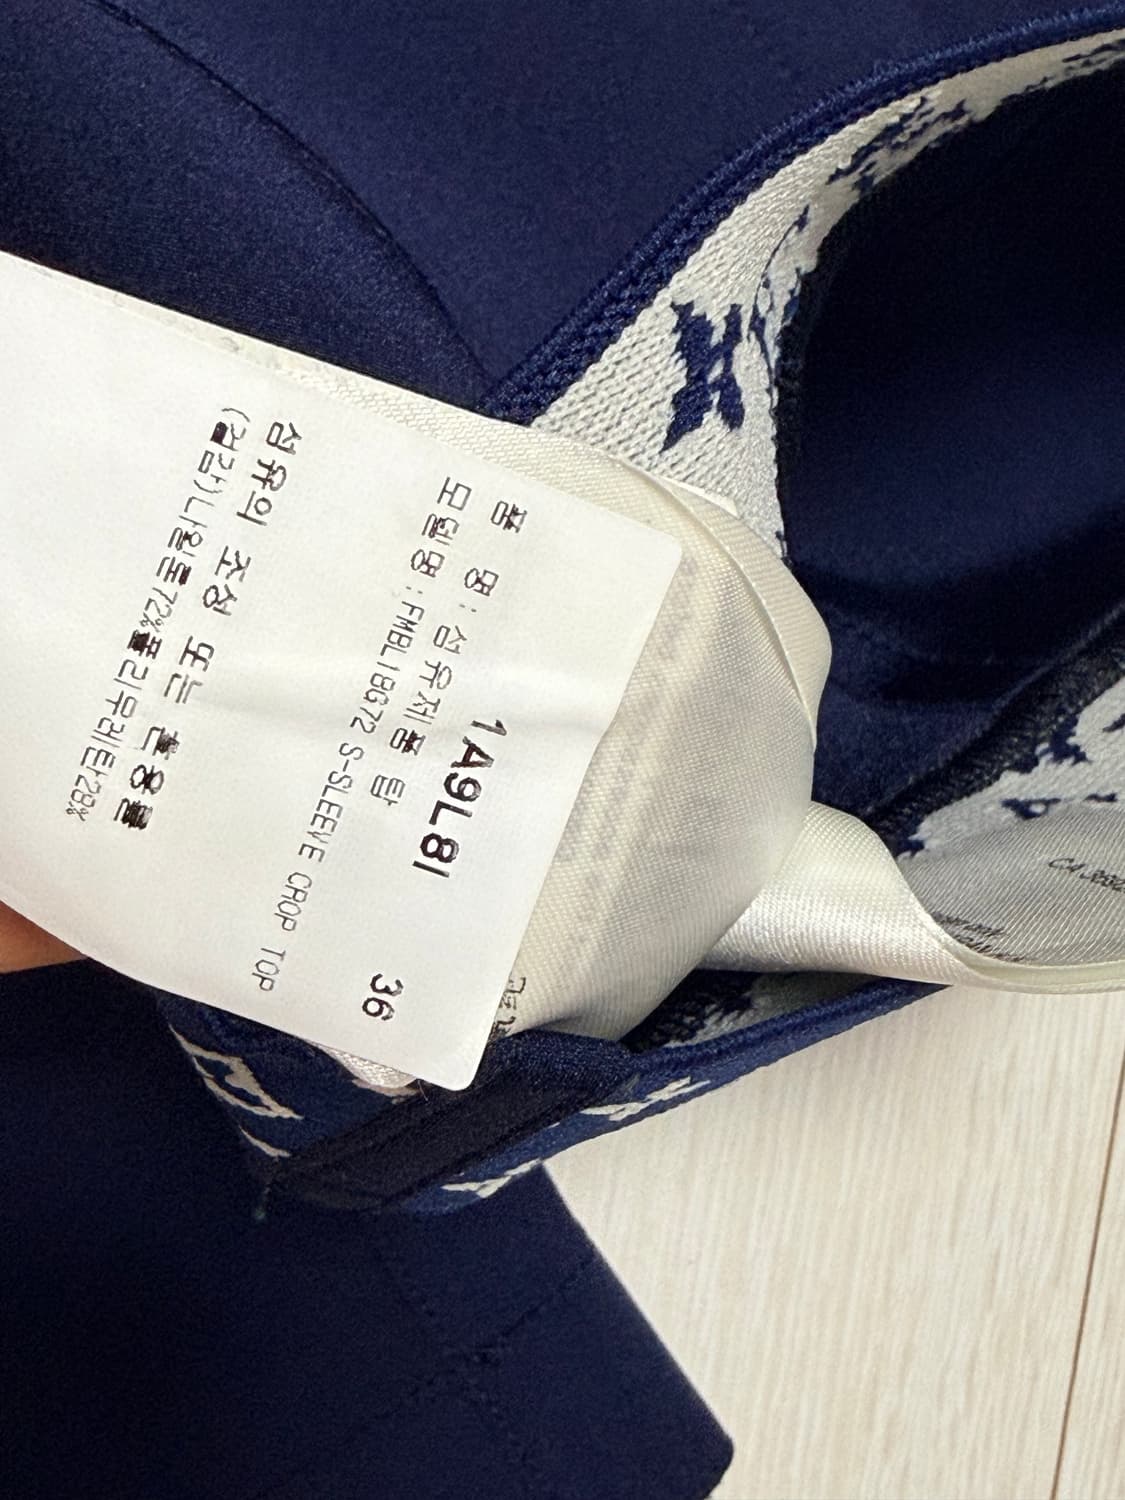 1A9L8I 36
품 명 : 섬유제품 탑
모델명 : FMBL18G72 S-SLEEVE CROP TOP
섬유의 조성 또는 혼용률
(겉감)나일론72%폴리우레탄28%
CA